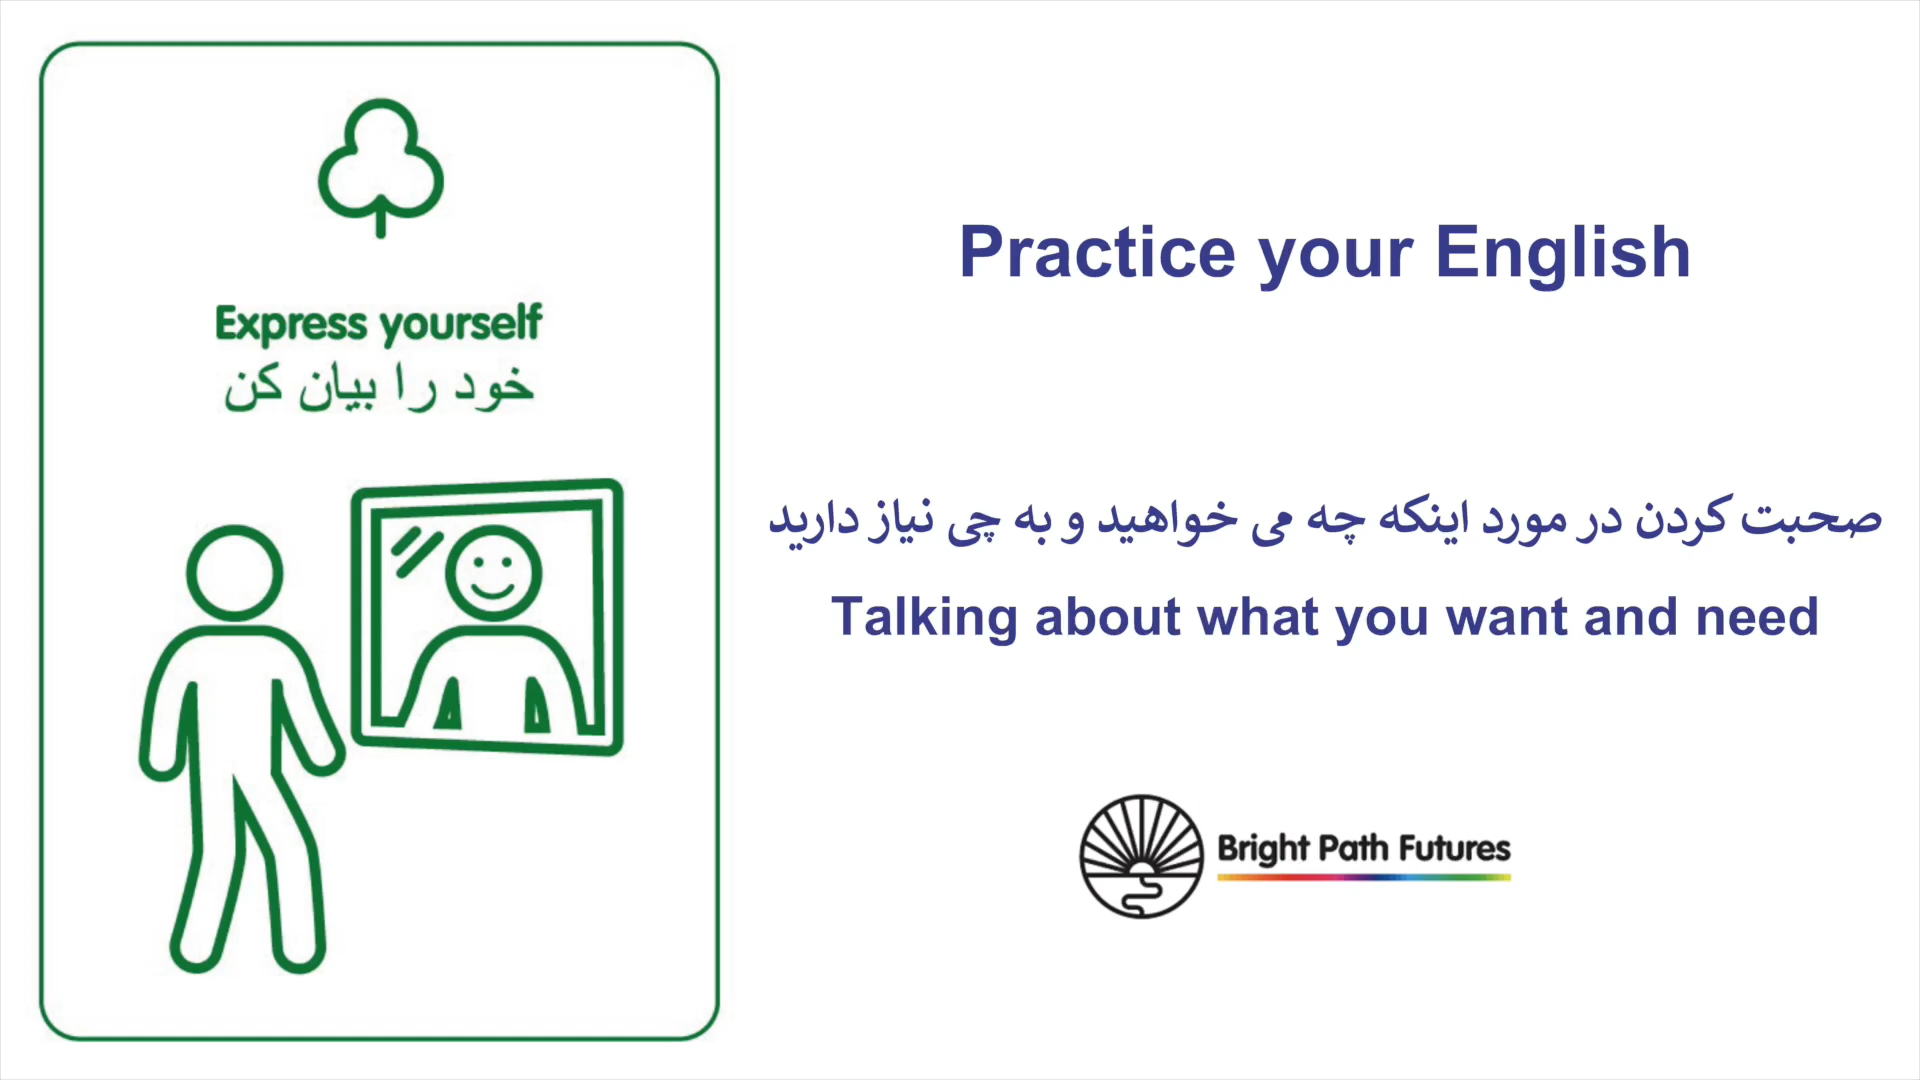 Express yourself
خود را بیان کن
Practice your English
صحبت کردن در مورد اینکه چه می خواهید و به چی نیاز دارید
Talking about what you want and need
Bright Path Futures